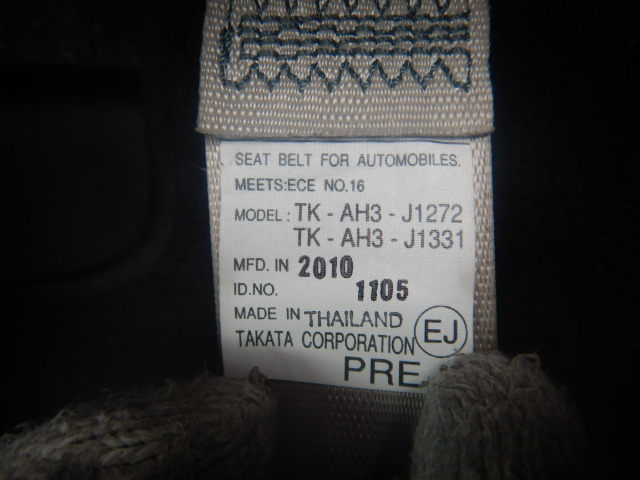 SEAT BELT FOR AUTOMOBILES.
MEETS:ECE NO.16
MODEL: TK - AH3 - J1272
TK - AH3 - J1331
MFD. IN 2010
ID.NO. 1105
MADE IN THAILAND
TAKATA CORPORATION EJ
PRE